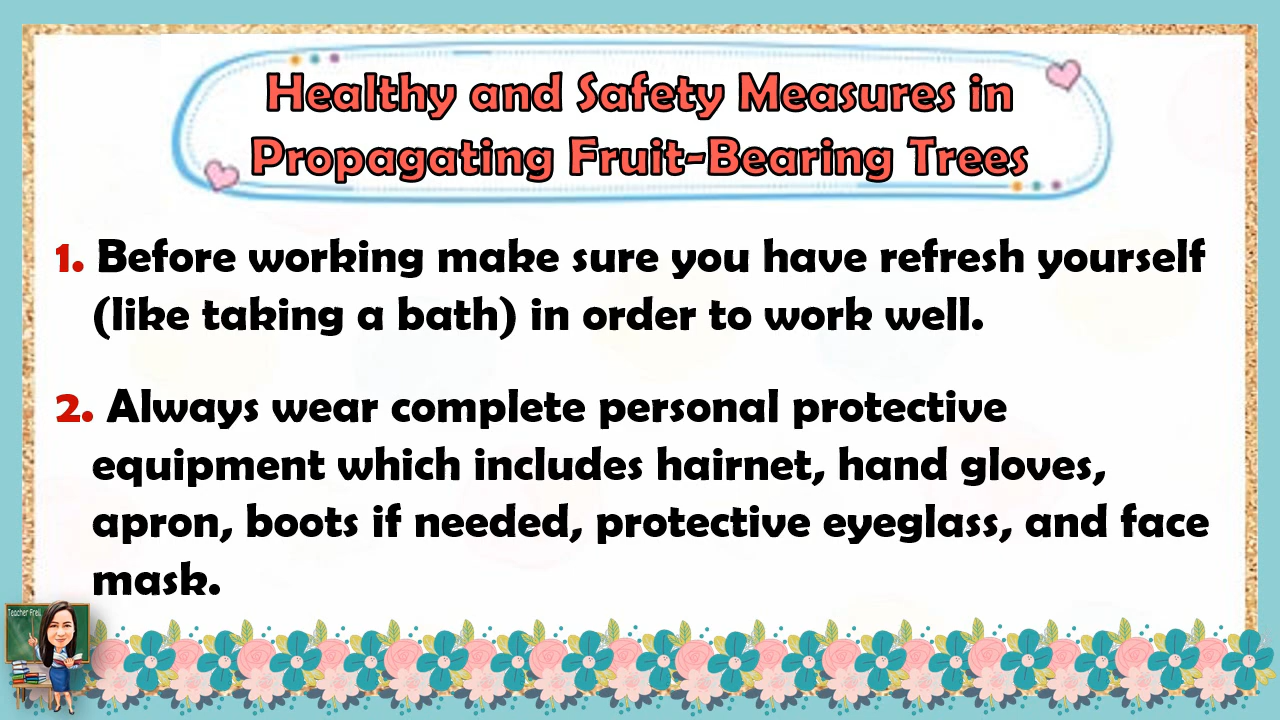 Healthy and Safety Measures in
Propagating Fruit-Bearing Trees
1. Before working make sure you have refresh yourself
(like taking a bath) in order to work well.
2. Always wear complete personal protective
equipment which includes hairnet, hand gloves,
apron, boots if needed, protective eyeglass, and face
mask.
Teacher Frell